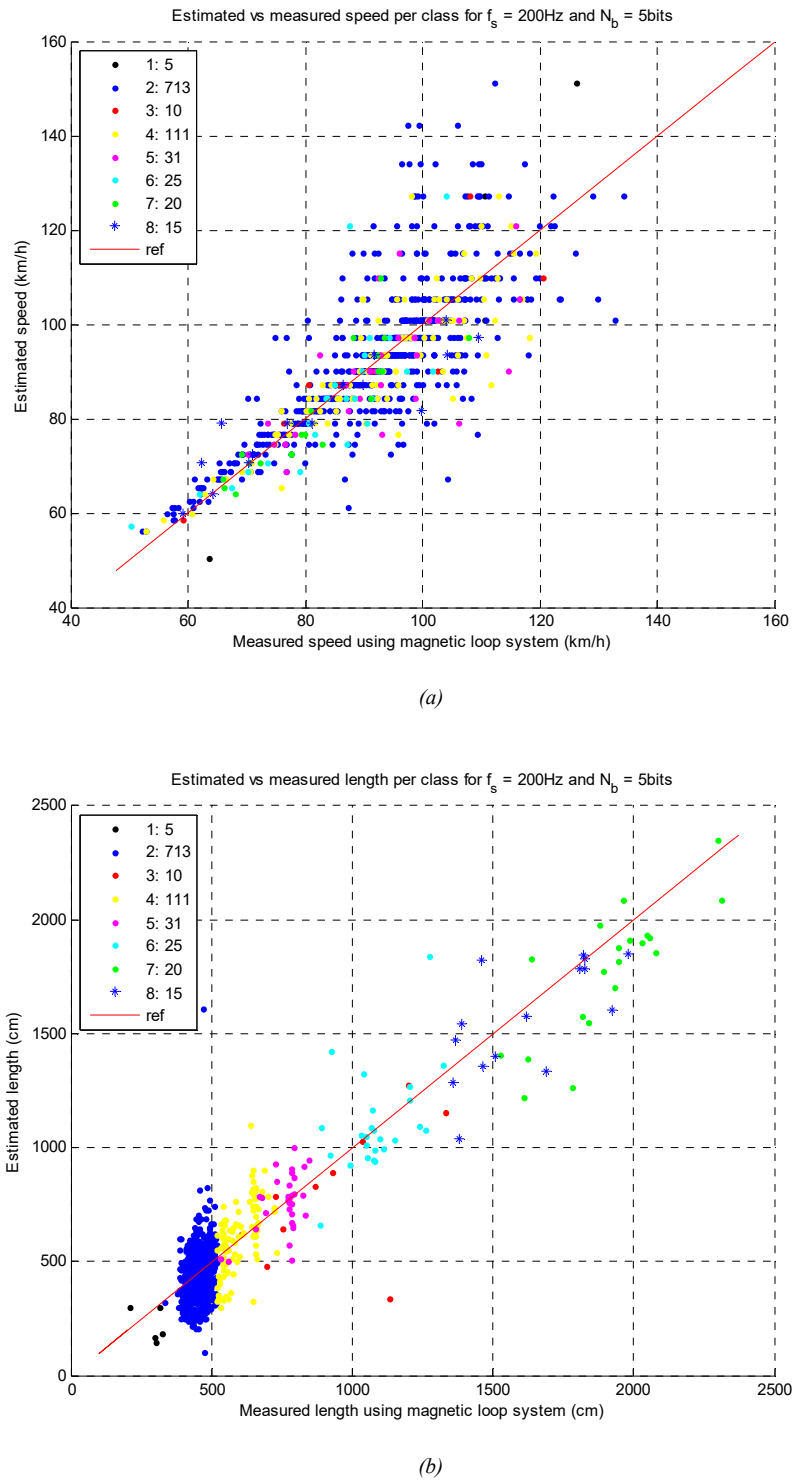 Estimated vs measured speed per class for f_s = 200Hz and N_b = 5bits
160
140
120
100
80
60
40
Estimated speed (km/h)
1: 5
2: 713
3: 10
4: 111
5: 31
6: 25
7: 20
8: 15
ref
40 60 80 100 120 140 160
Measured speed using magnetic loop system (km/h)
(a)
Estimated vs measured length per class for f_s = 200Hz and N_b = 5bits
2500
2000
1500
1000
500
0
Estimated length (cm)
1: 5
2: 713
3: 10
4: 111
5: 31
6: 25
7: 20
8: 15
ref
0 500 1000 1500 2000 2500
Measured length using magnetic loop system (cm)
(b)